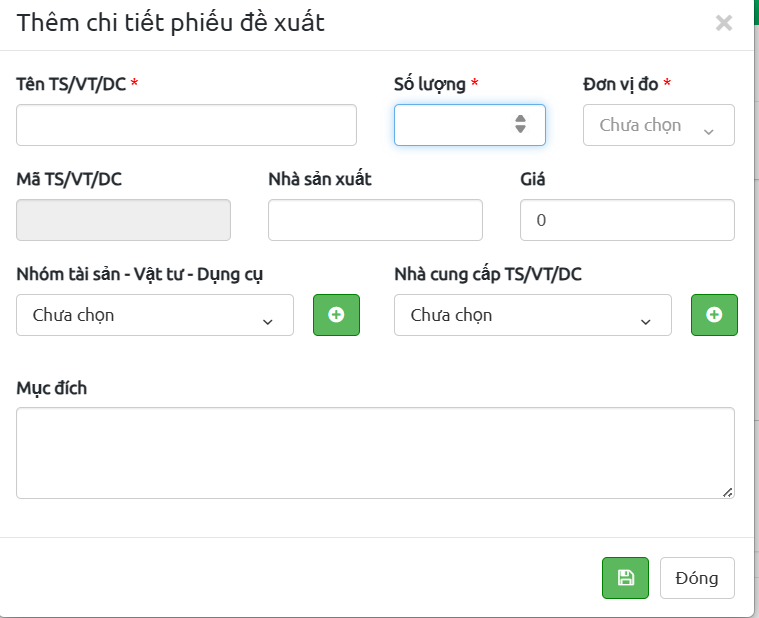 Thêm chi tiết phiếu đề xuất ×
Tên TS/VT/DC * Số lượng * Đơn vị đo *
Chưa chọn
Mã TS/VT/DC Nhà sản xuất Giá
0
Nhóm tài sản - Vật tư - Dụng cụ Nhà cung cấp TS/VT/DC
Chưa chọn Chưa chọn
Mục đích
Đóng